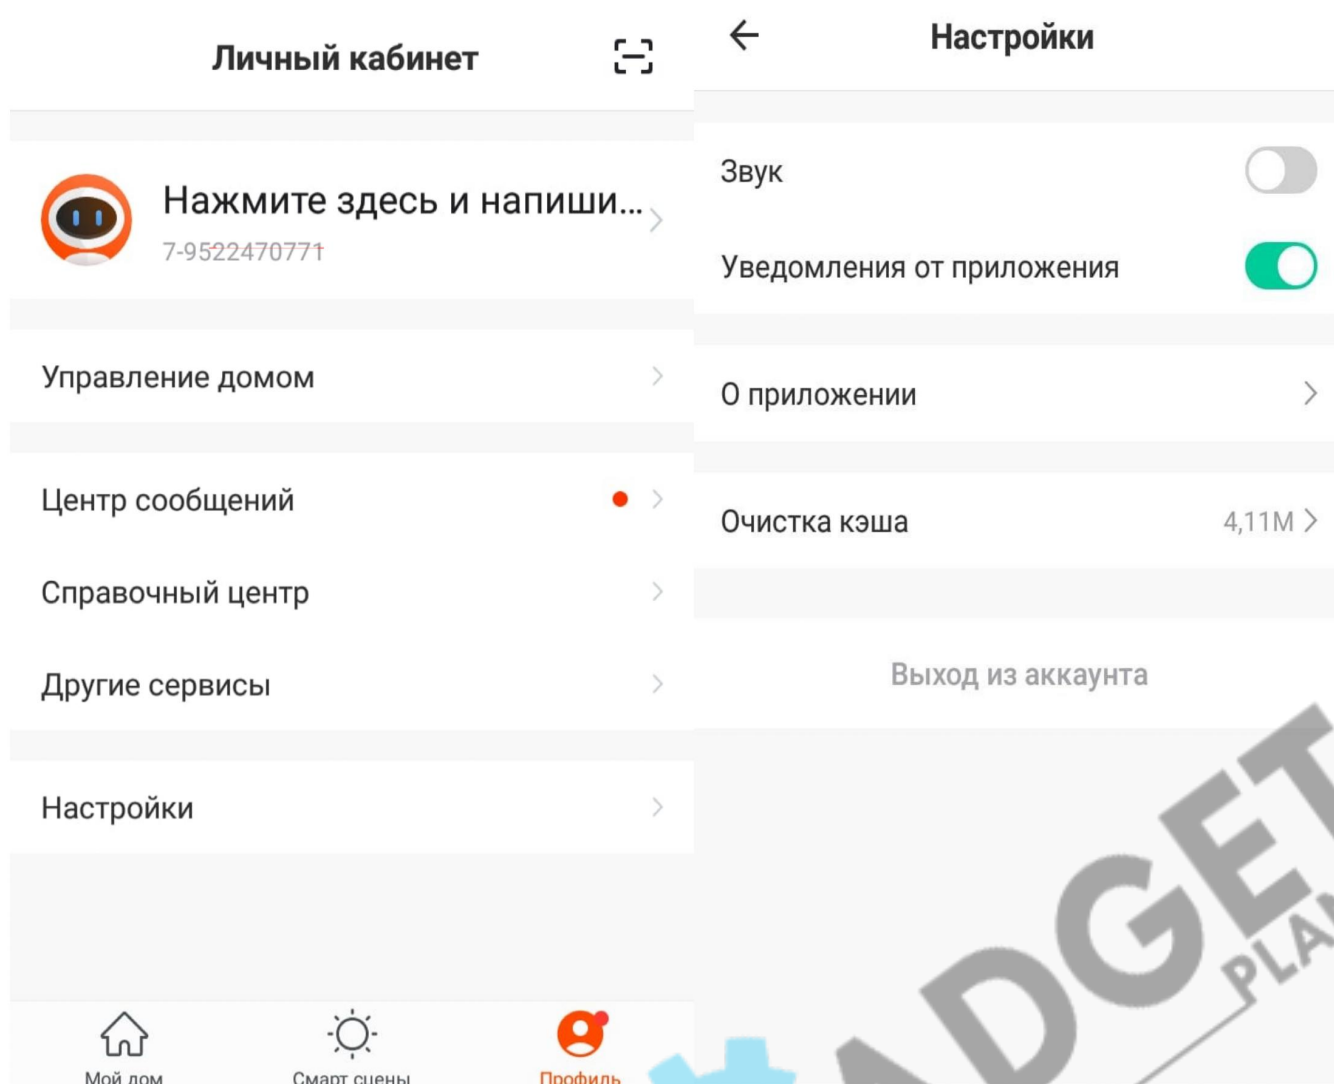 Личный кабинет
Нажмите здесь и напиши...
7-9522470771
Управление домом
Центр сообщений
Справочный центр
Другие сервисы
Настройки
Мой дом
Смарт сцены
Профиль
Настройки
Звук
Уведомления от приложения
О приложении
Очистка кэша
4,11M
Выход из аккаунта
ADGET
PLAN